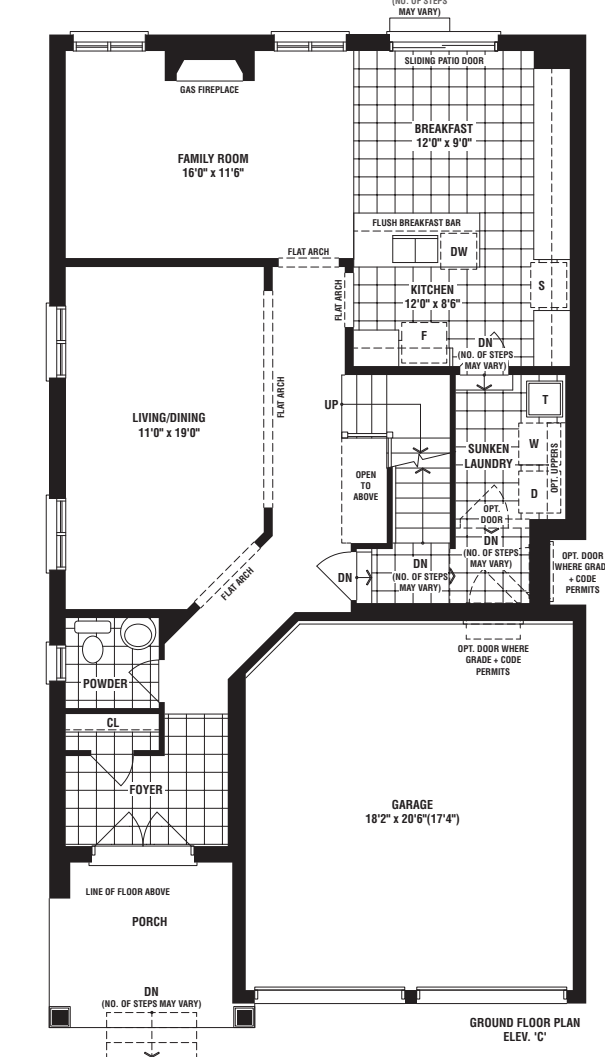 (NO. OF STEPS
MAY VARY)
SLIDING PATIO DOOR
GAS FIREPLACE
BREAKFAST
12'0" x 9'0"
FAMILY ROOM
16'0" x 11'6"
FLUSH BREAKFAST BAR
DW
FLAT ARCH
FLAT ARCH
KITCHEN
12'0" x 8'6"
S
F
DN
(NO. OF STEPS
MAY VARY)
FLAT ARCH
UP
T
LIVING/DINING
11'0" x 19'0"
SUNKEN
LAUNDRY
W
OPT. UPPERS
OPEN
TO
ABOVE
D
OPT.
DOOR
DN
(NO. OF STEPS
MAY VARY)
OPT. DOOR
WHERE GRAD
+ CODE
PERMITS
DN
DN
(NO. OF STEPS
MAY VARY)
FLAT ARCH
OPT. DOOR WHERE
GRADE + CODE
PERMITS
POWDER
CL
FOYER
GARAGE
18'2" x 20'6"(17'4")
LINE OF FLOOR ABOVE
PORCH
DN
(NO. OF STEPS MAY VARY)
GROUND FLOOR PLAN
ELEV. 'C'